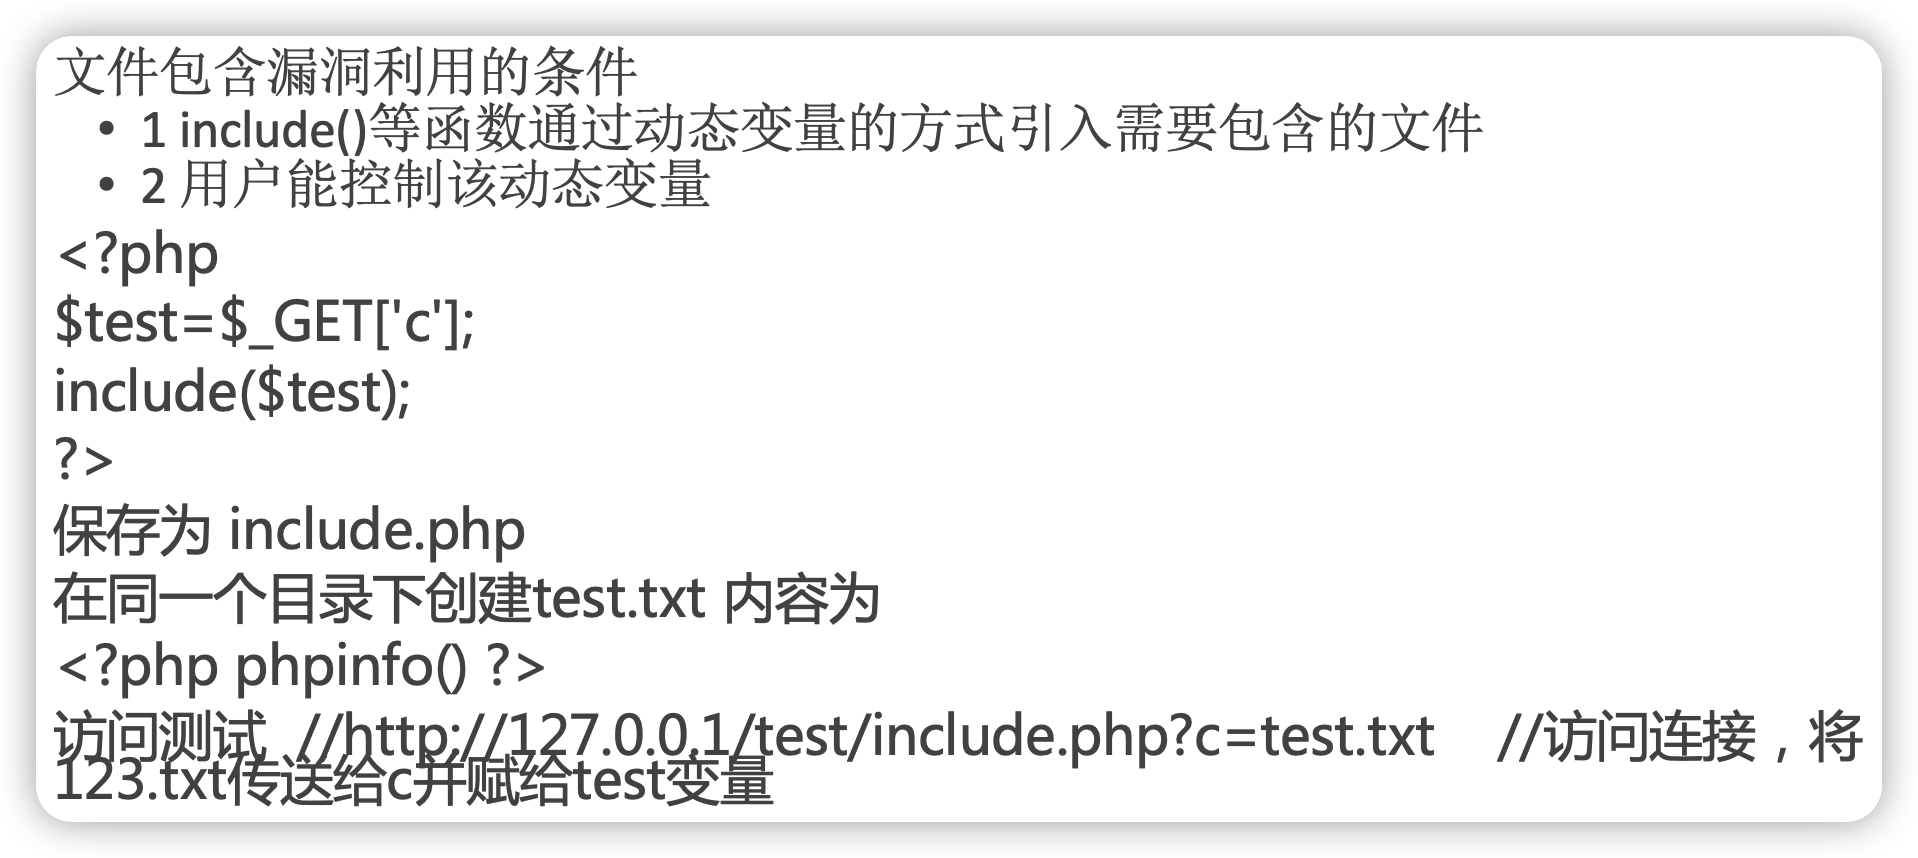 文件包含漏洞利用的条件
• 1 include()等函数通过动态变量的方式引入需要包含的文件
• 2 用户能控制该动态变量
<?php
$test=$_GET['c'];
include($test);
?>
保存为 include.php
在同一个目录下创建test.txt 内容为
<?php phpinfo() ?>
访问测试  //http://127.0.0.1/test/include.php?c=test.txt    //访问连接，将
123.txt传送给c并赋给test变量